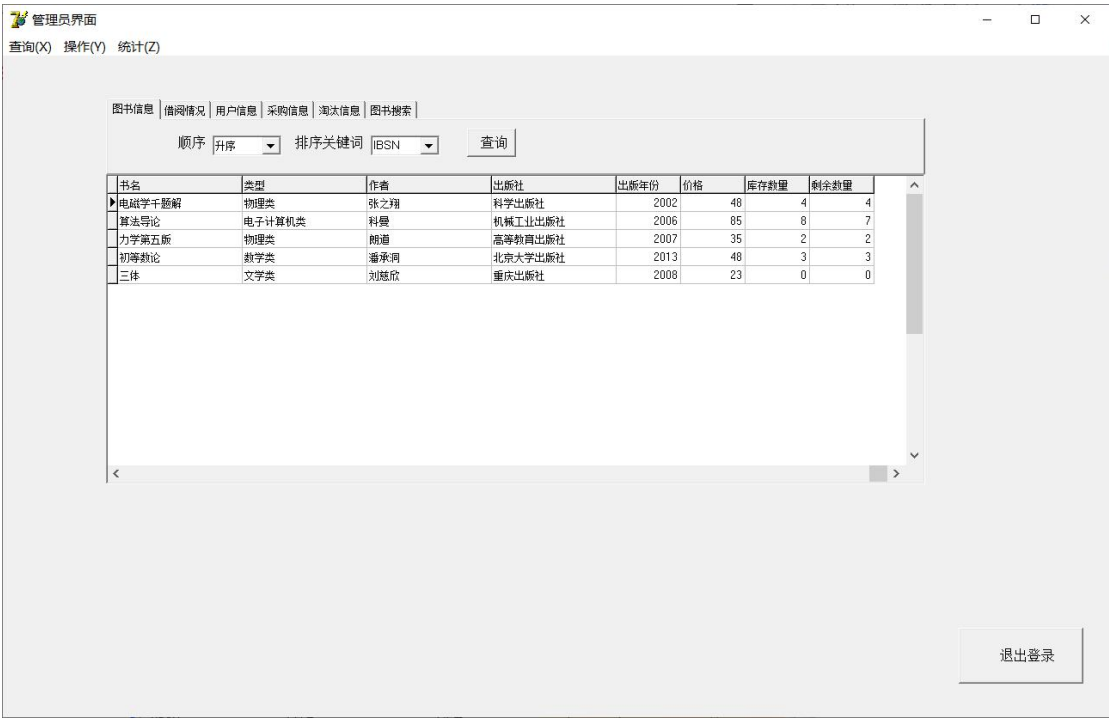 管理员界面
查询(X) 操作(Y) 统计(Z)
图书信息 借阅情况 用户信息 采购信息 淘汰信息 图书搜索
顺序 升序 排序关键词 IBSN 查询
书名 类型 作者 出版社 出版年份 价格 库存数量 剩余数量
电磁学千题解 物理类 张之翔 科学出版社 2002 48 4 4
算法导论 电子计算机类 科曼 机械工业出版社 2006 85 8 7
力学第五版 物理类 朗道 高等教育出版社 2007 35 2 2
初等数论 数学类 潘承洞 北京大学出版社 2013 48 3 3
三体 文学类 刘慈欣 重庆出版社 2008 23 0 0
退出登录